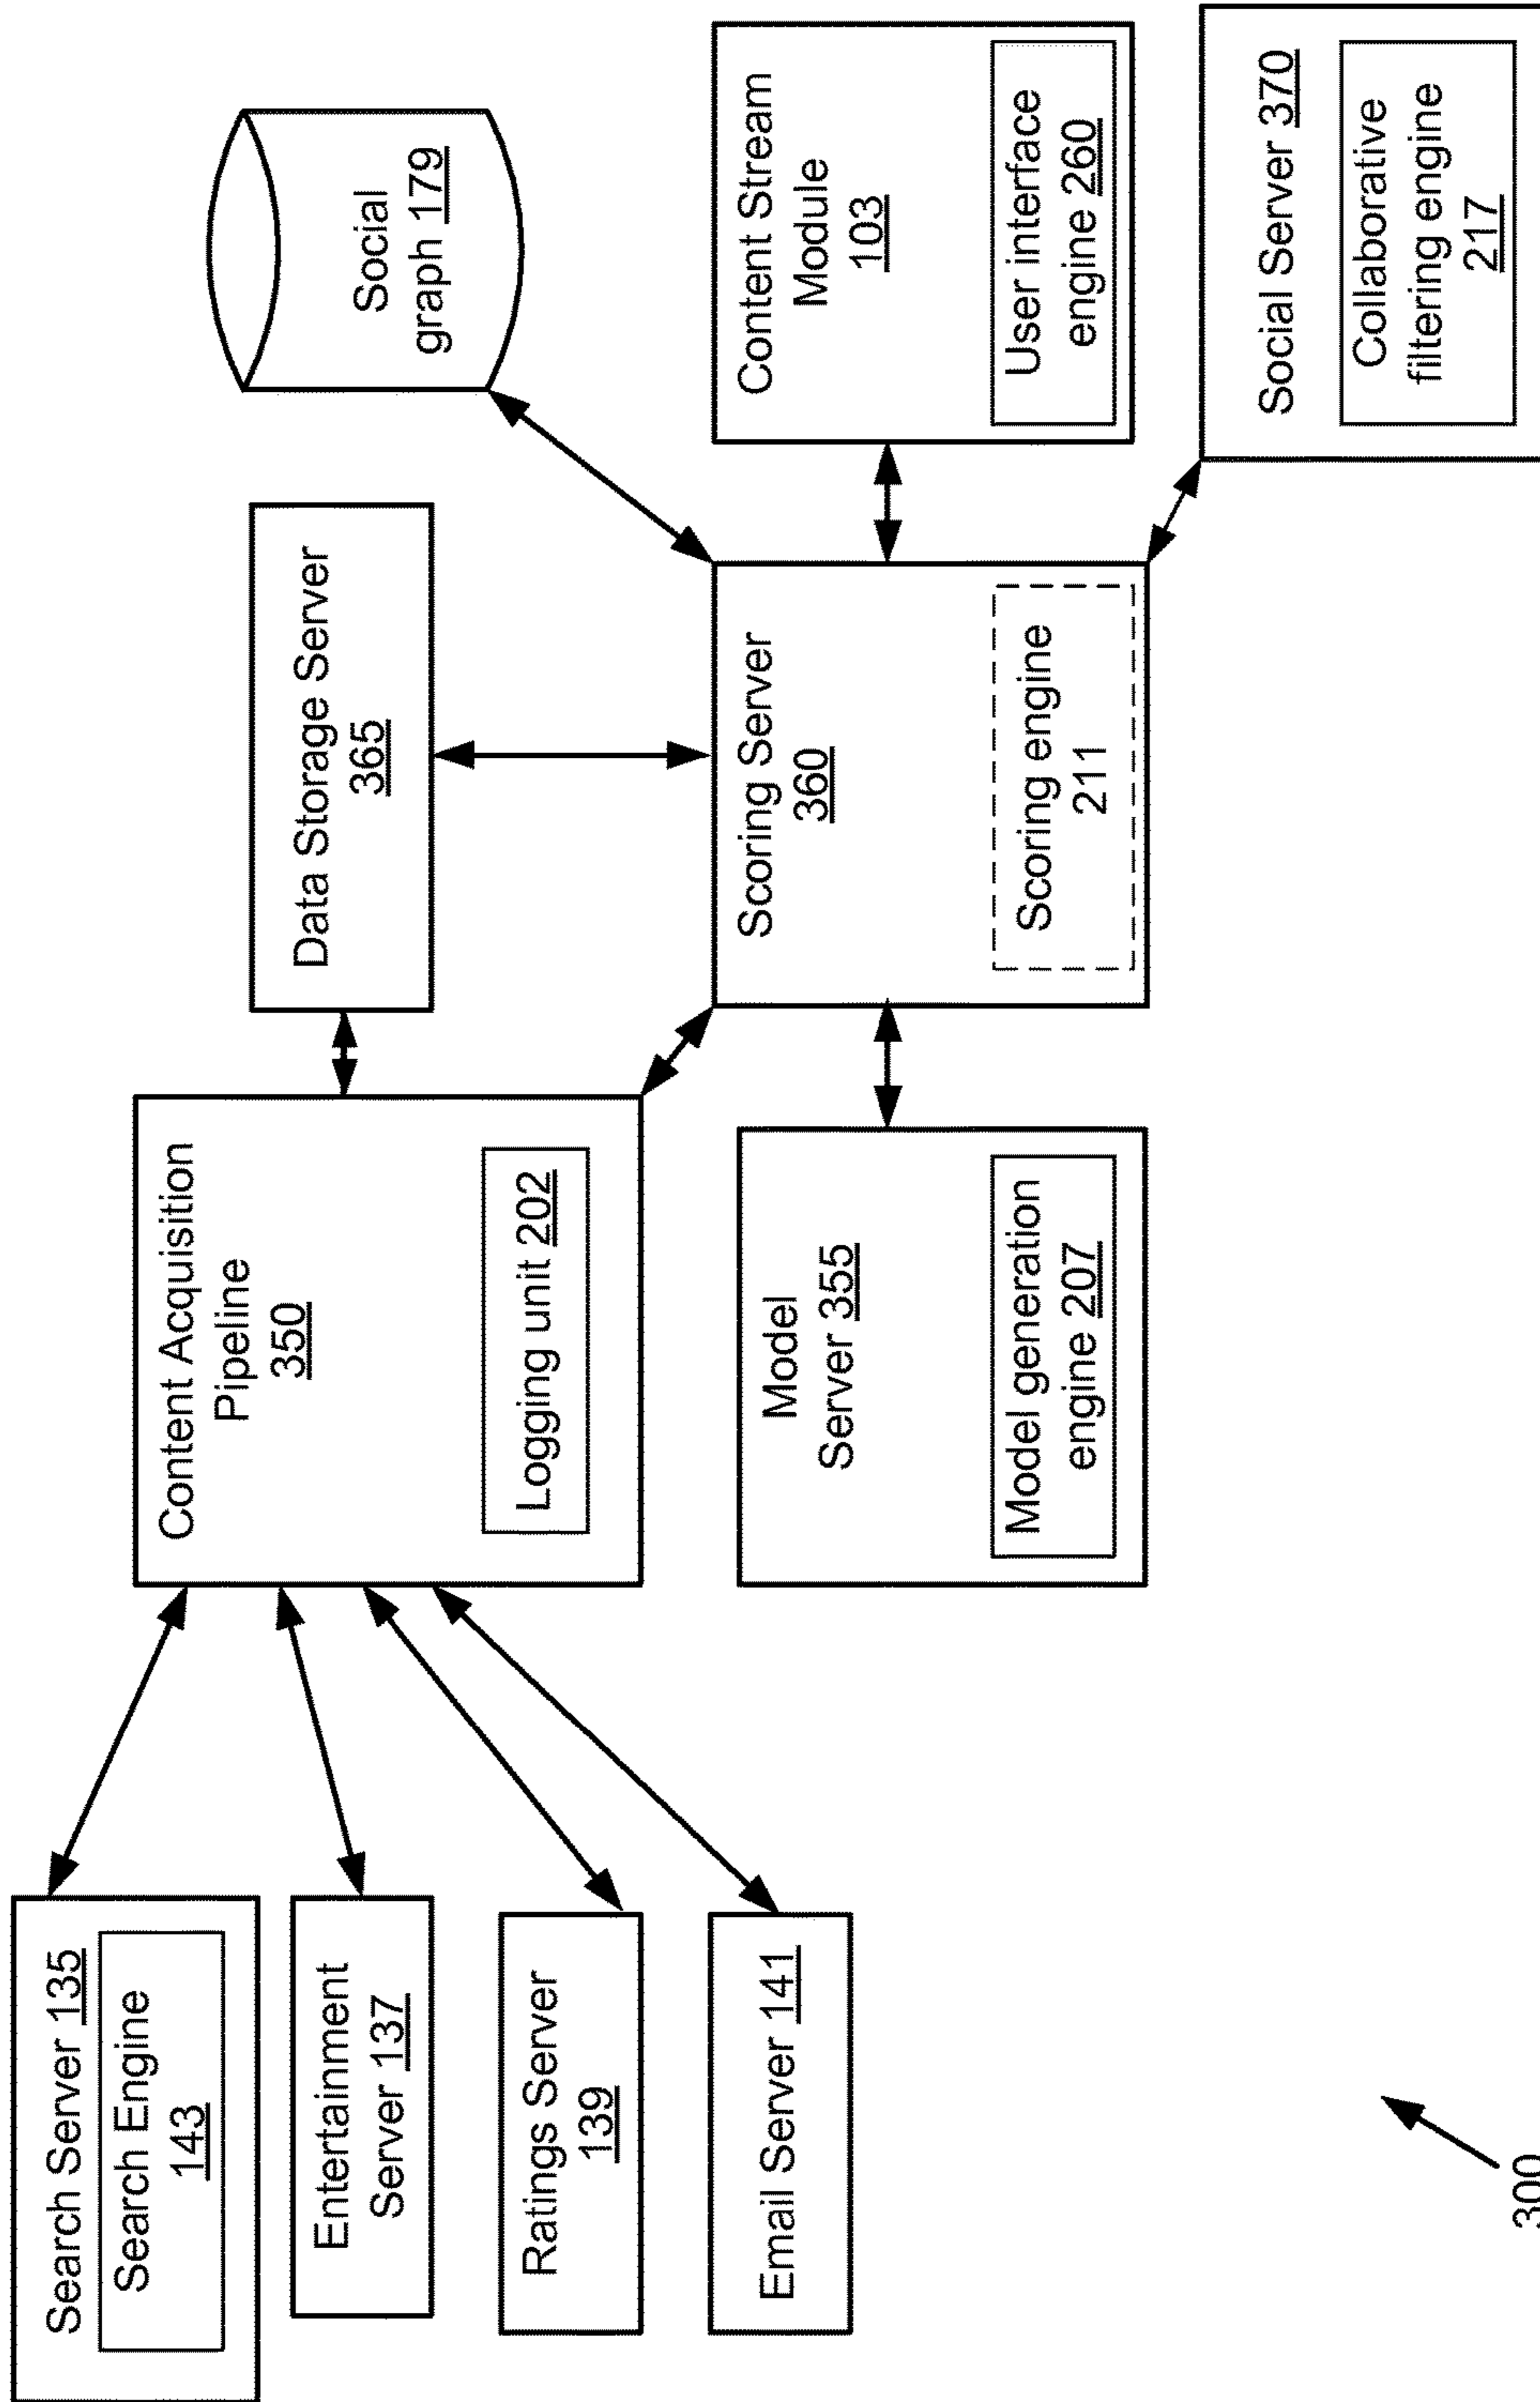 Search Server 135
Search Engine
143
Entertainment
Server 137
Ratings Server
139
Email Server 141
Content Acquisition
Pipeline
350
Logging unit 202
Model
Server 355
Model generation
engine 207
Data Storage Server
365
Scoring Server
360
Scoring engine
211
Social
graph 179
Content Stream
Module
103
User interface
engine 260
Social Server 370
Collaborative
filtering engine
217
300